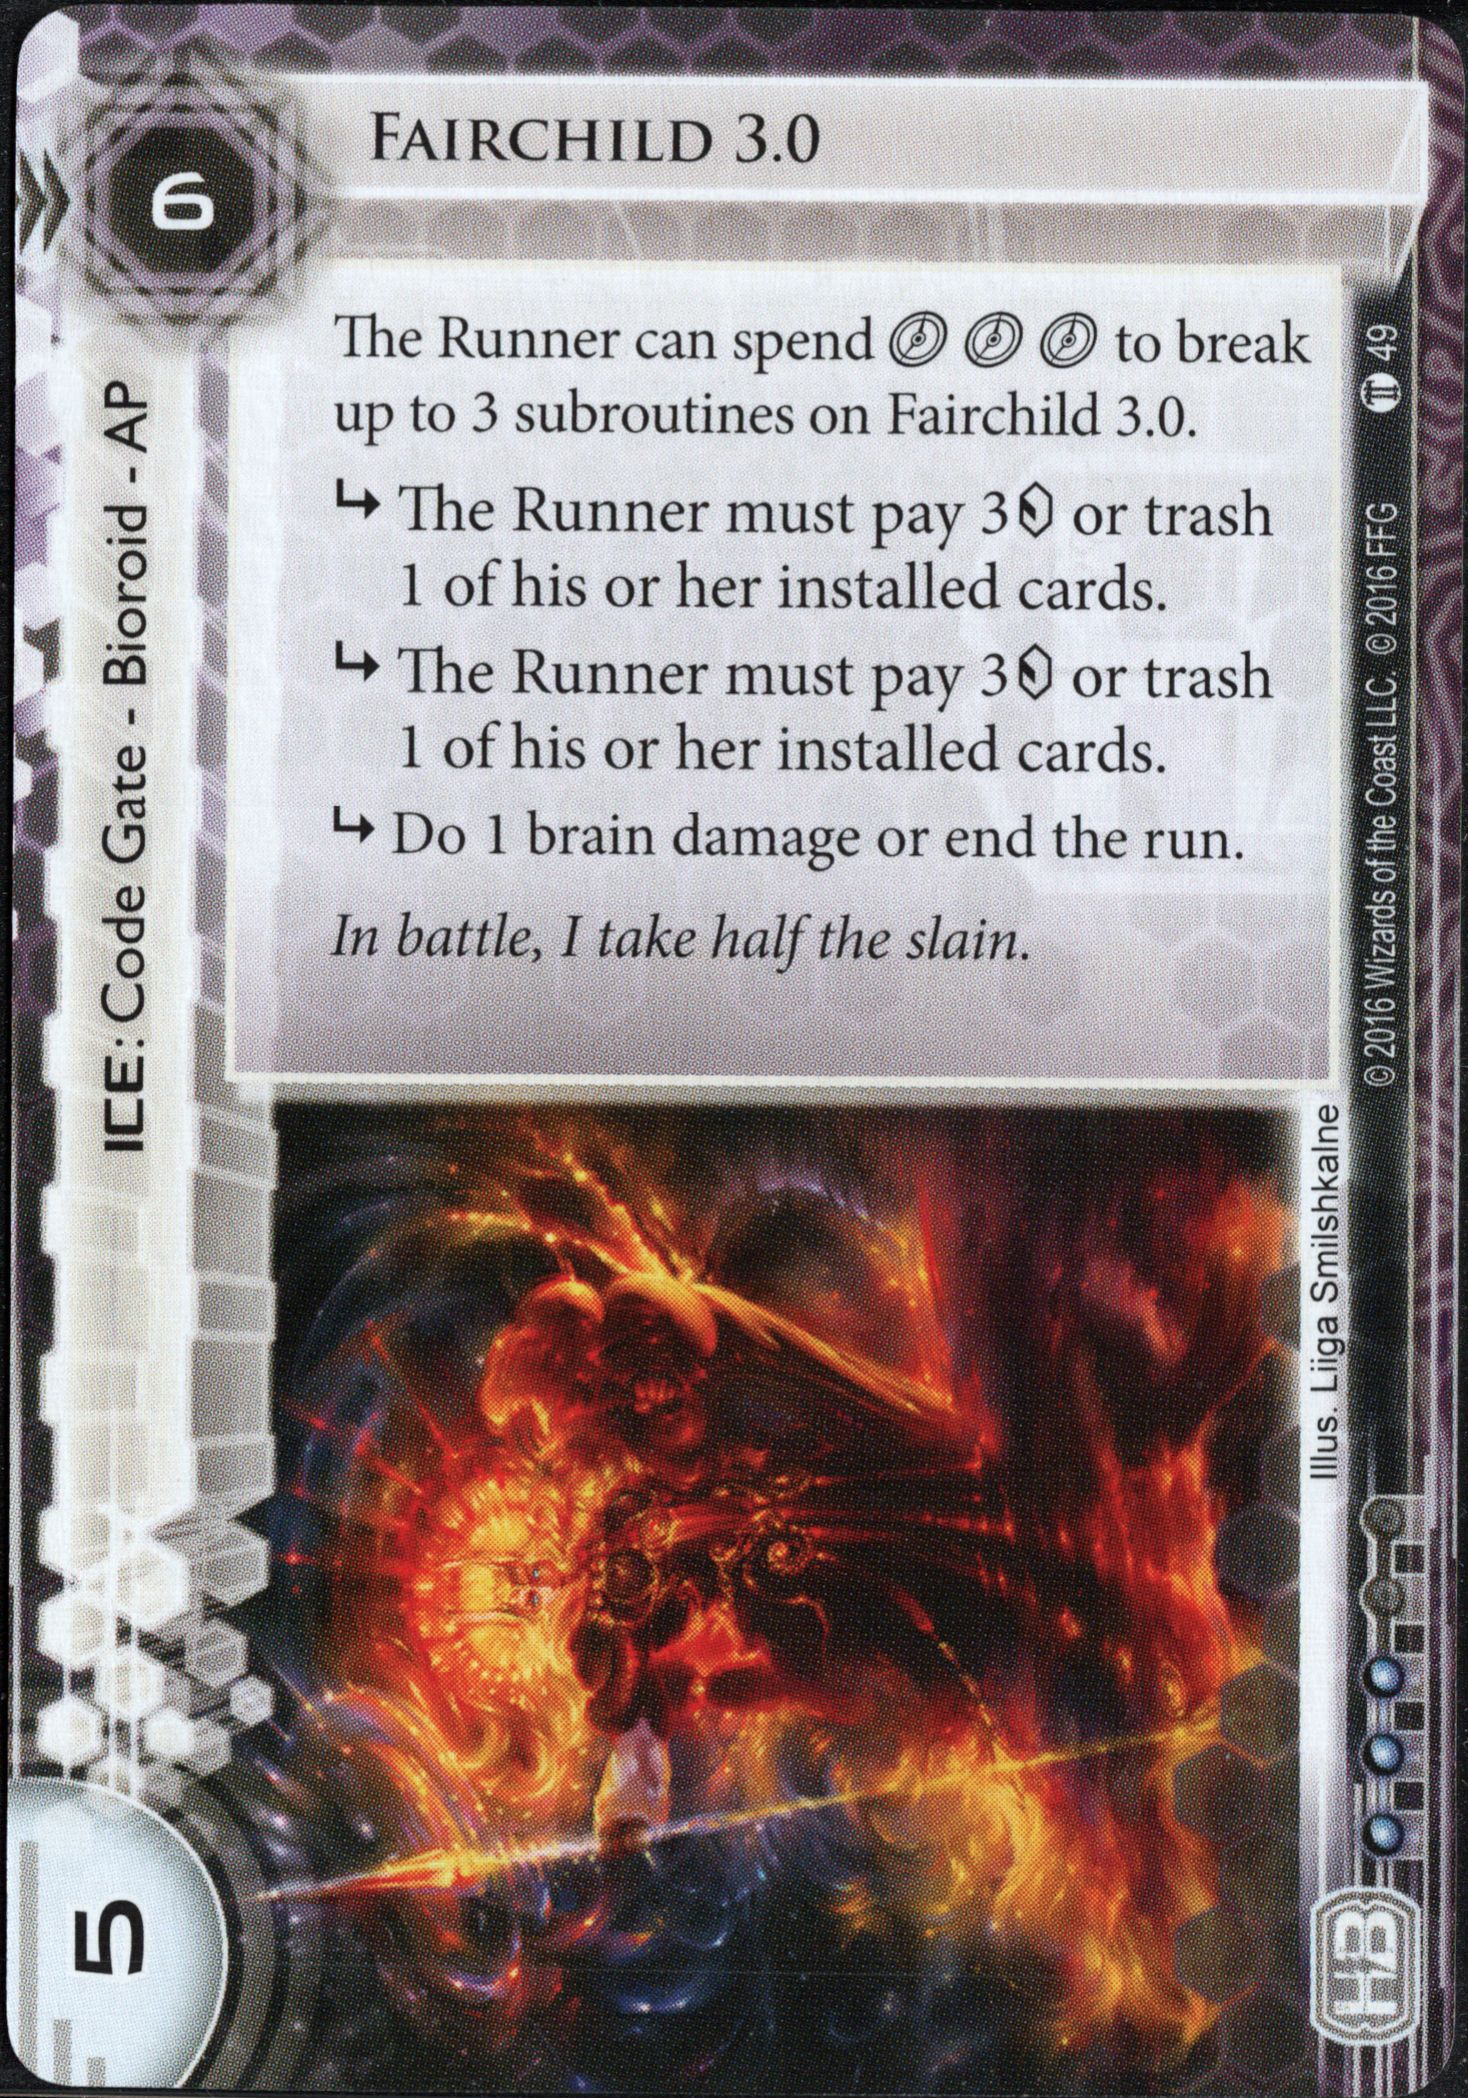 6
FAIRCHILD 3.0
The Runner can spend to break
up to 3 subroutines on Fairchild 3.0.
↳ The Runner must pay 3 or trash
1 of his or her installed cards.
↳ The Runner must pay 3 or trash
1 of his or her installed cards.
↳ Do 1 brain damage or end the run.
In battle, I take half the slain.
ICE: Code Gate - Bioroid - AP
5
Illus. Liiga Smilshkalne
© 2016 Wizards of the Coast LLC. © 2016 FFG 49
HB